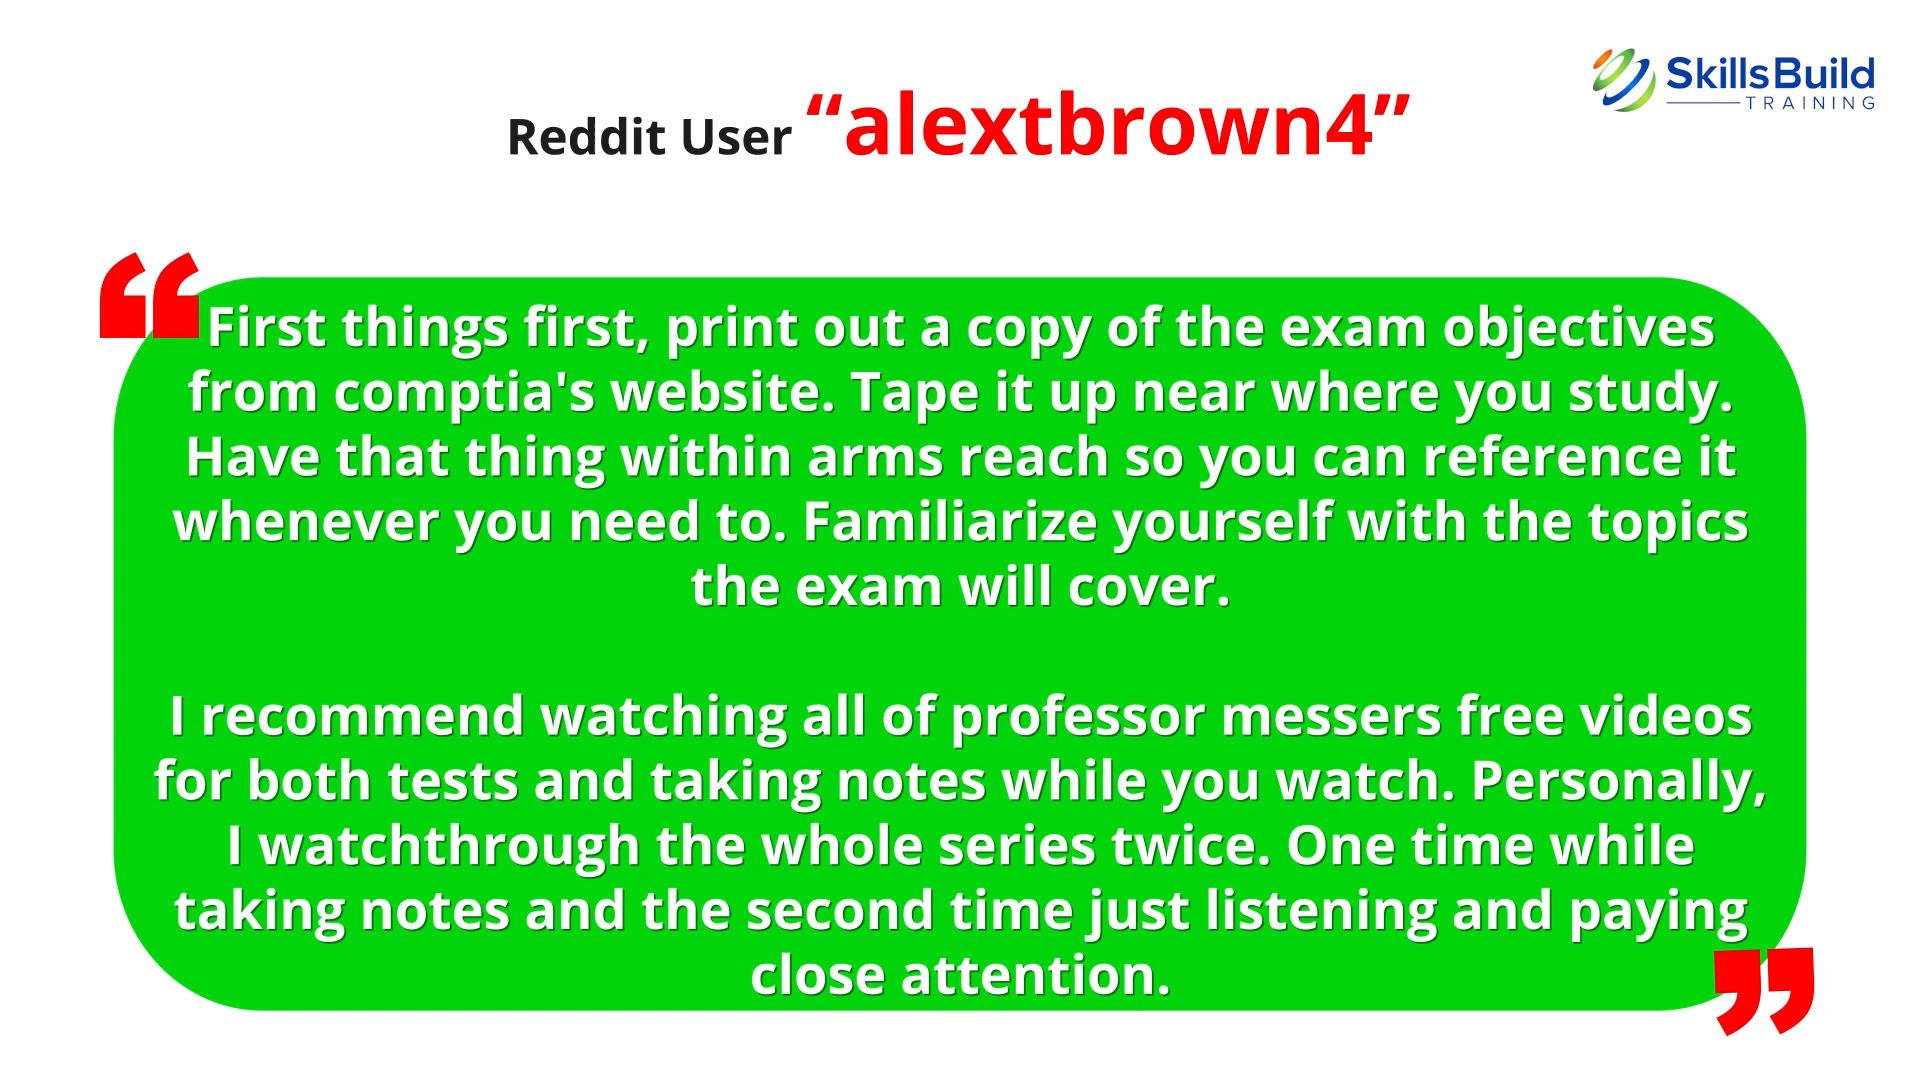 SkillsBuild
TRAINING
Reddit User “alextbrown4”
First things first, print out a copy of the exam objectives
from comptia's website. Tape it up near where you study.
Have that thing within arms reach so you can reference it
whenever you need to. Familiarize yourself with the topics
the exam will cover.
I recommend watching all of professor messers free videos
for both tests and taking notes while you watch. Personally,
I watchthrough the whole series twice. One time while
taking notes and the second time just listening and paying
close attention.